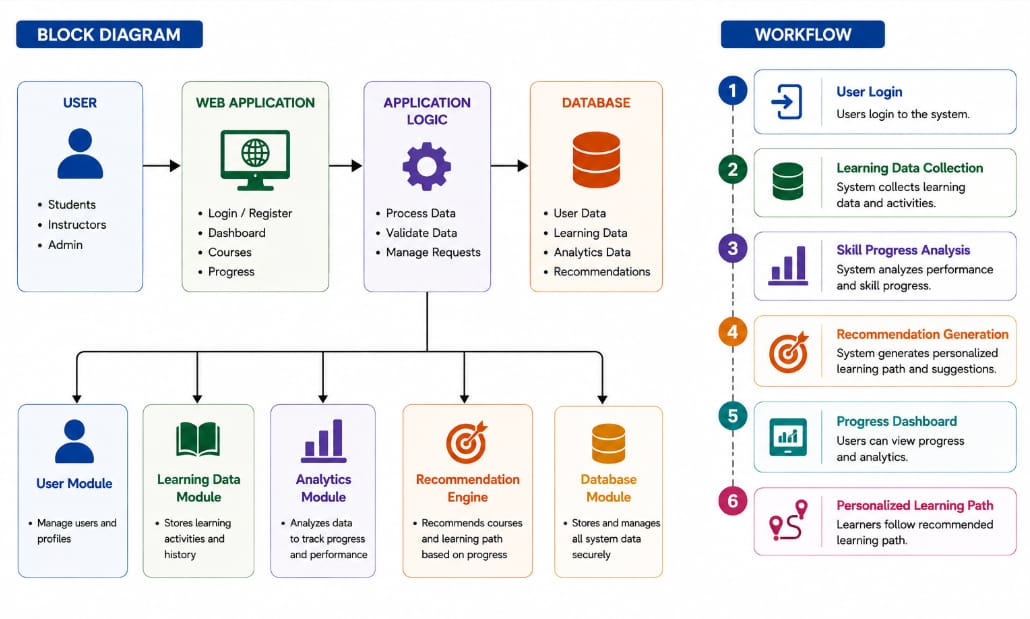 BLOCK DIAGRAM
USER
• Students
• Instructors
• Admin
WEB APPLICATION
• Login / Register
• Dashboard
• Courses
• Progress
APPLICATION
LOGIC
• Process Data
• Validate Data
• Manage Requests
DATABASE
• User Data
• Learning Data
• Analytics Data
• Recommendations
User Module
• Manage users and
profiles
Learning Data
Module
• Stores learning
activities and
history
Analytics
Module
• Analyzes data
to track progress
and performance
Recommendation
Engine
• Recommends courses
and learning path
based on progress
Database
Module
• Stores and manages
all system data
securely
WORKFLOW
1
User Login
Users login to the system.
2
Learning Data Collection
System collects learning
data and activities.
3
Skill Progress Analysis
System analyzes performance
and skill progress.
4
Recommendation Generation
System generates personalized
learning path and suggestions.
5
Progress Dashboard
Users can view progress
and analytics.
6
Personalized Learning Path
Learners follow recommended
learning path.